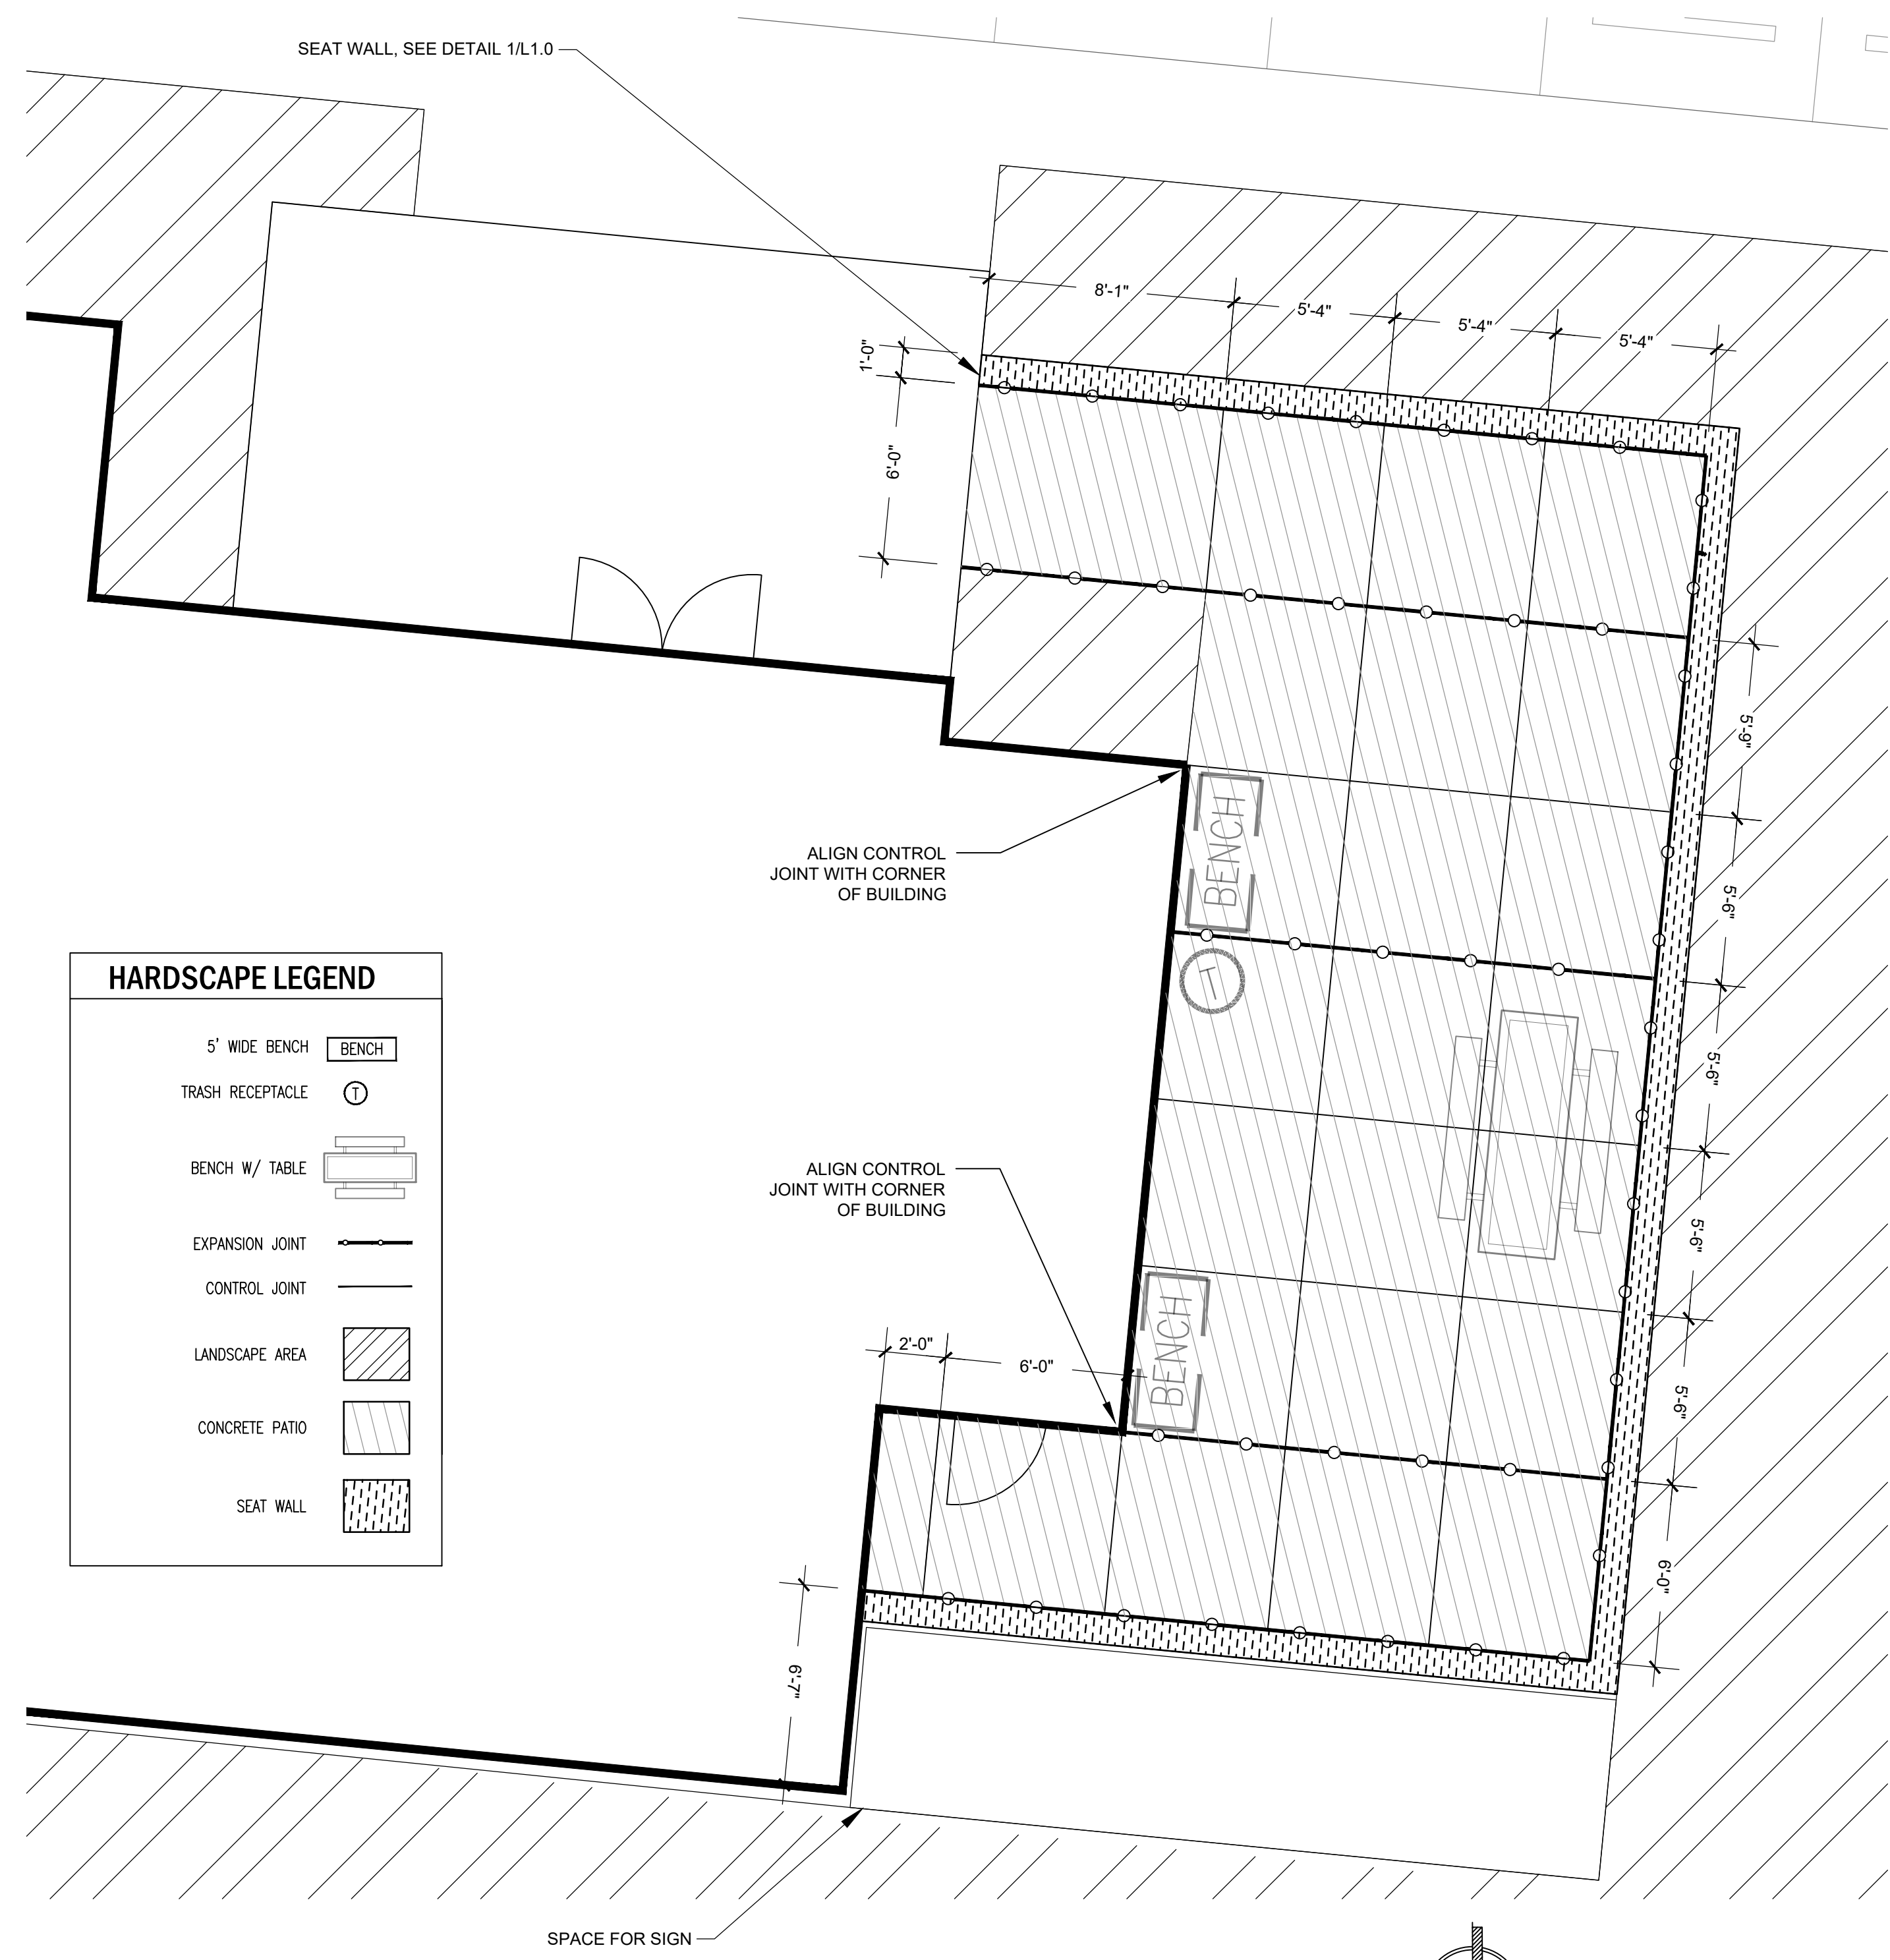 SEAT WALL, SEE DETAIL 1/L1.0
8'-1"
5'-4"
5'-4"
5'-4"
1'-0"
6'-0"
5'-9"
5'-6"
5'-6"
5'-6"
5'-6"
6'-0"
BENCH
ALIGN CONTROL
JOINT WITH CORNER
OF BUILDING
T
ALIGN CONTROL
JOINT WITH CORNER
OF BUILDING
BENCH
2'-0"
6'-0"
6'-7"
HARDSCAPE LEGEND
5' WIDE BENCH BENCH
TRASH RECEPTACLE T
BENCH W/ TABLE
EXPANSION JOINT
CONTROL JOINT
LANDSCAPE AREA
CONCRETE PATIO
SEAT WALL
SPACE FOR SIGN